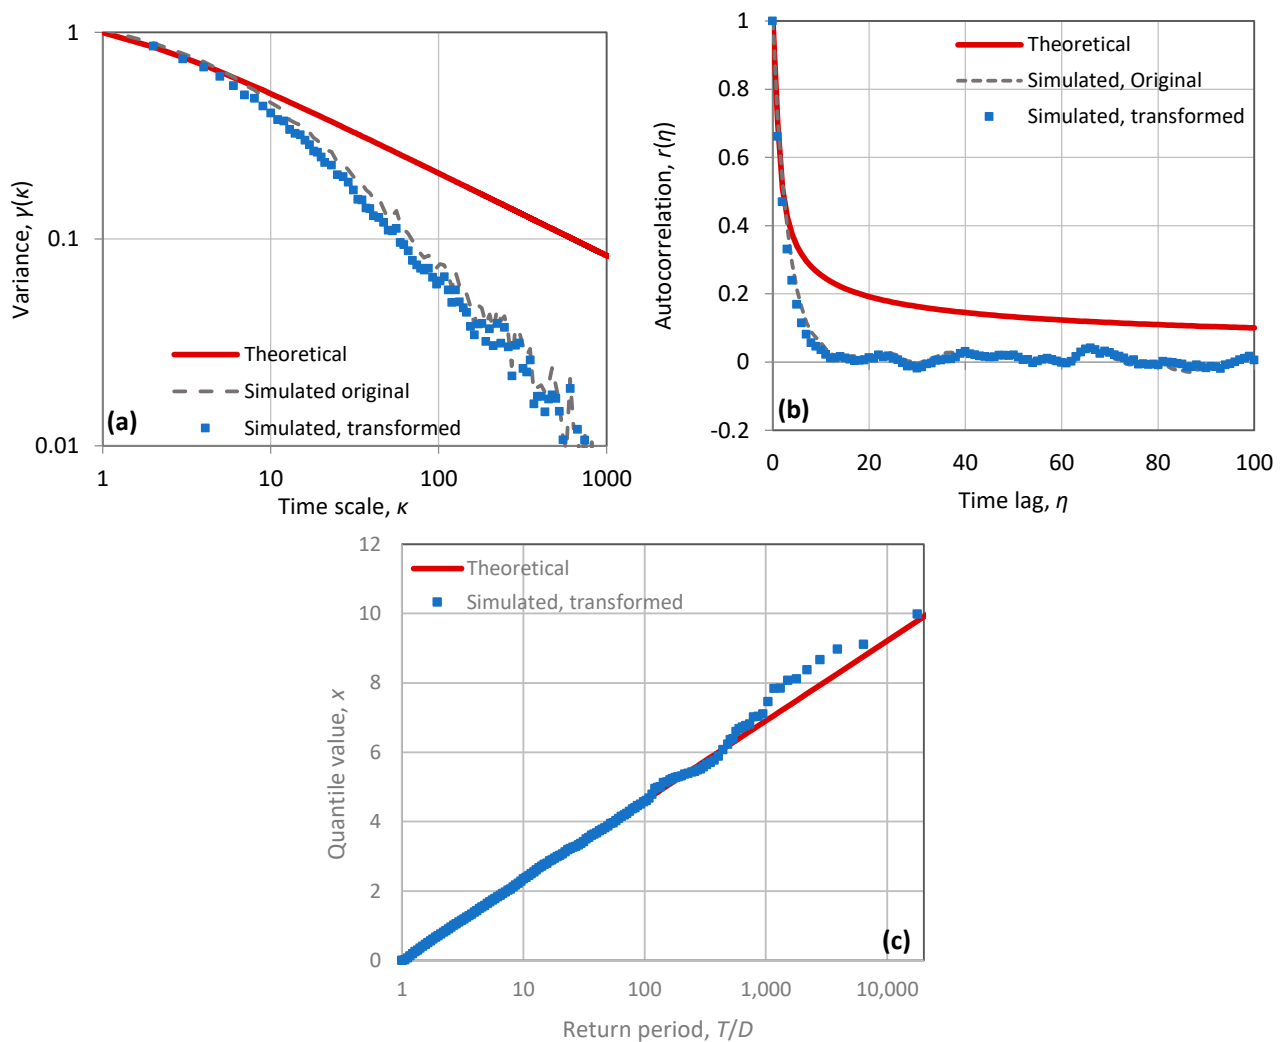 1
0.1
0.01
Variance, γ(κ)
Theoretical
Simulated original
Simulated, transformed
(a)
1 10 100 1000
Time scale, κ
1
0.8
0.6
0.4
0.2
0
-0.2
Autocorrelation, r(η)
Theoretical
Simulated, Original
Simulated, transformed
(b)
0 20 40 60 80 100
Time lag, η
12
10
8
6
4
2
0
Quantile value, x
Theoretical
Simulated, transformed
(c)
1 10 100 1,000 10,000
Return period, T/D